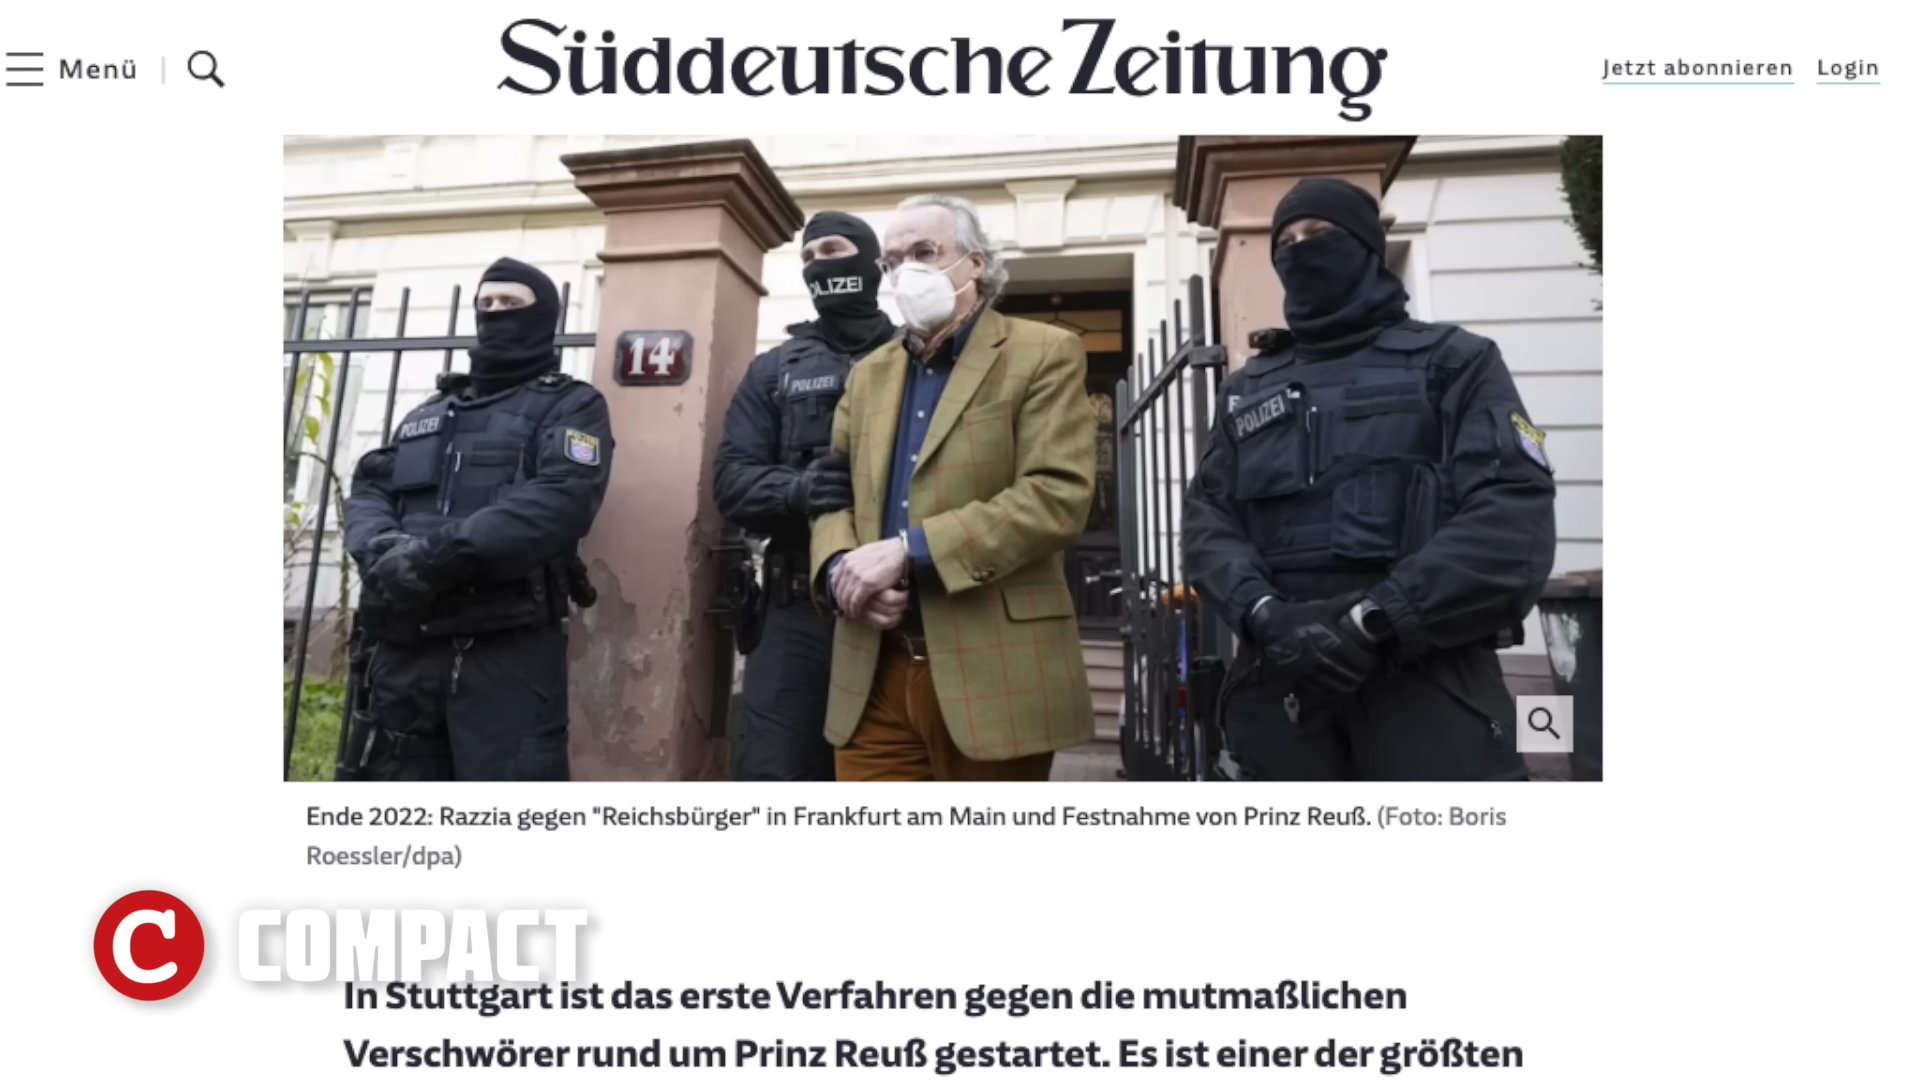 Menü
Süddeutsche Zeitung
Jetzt abonnieren
Login
14
OLIZEI
POLIZEI
POLIZEI
POLIZEI
Ende 2022: Razzia gegen "Reichsbürger" in Frankfurt am Main und Festnahme von Prinz Reuß. (Foto: Boris
Roessler/dpa)
C COMPACT
In Stuttgart ist das erste Verfahren gegen die mutmaßlichen
Verschwörer rund um Prinz Reuß gestartet. Es ist einer der größten